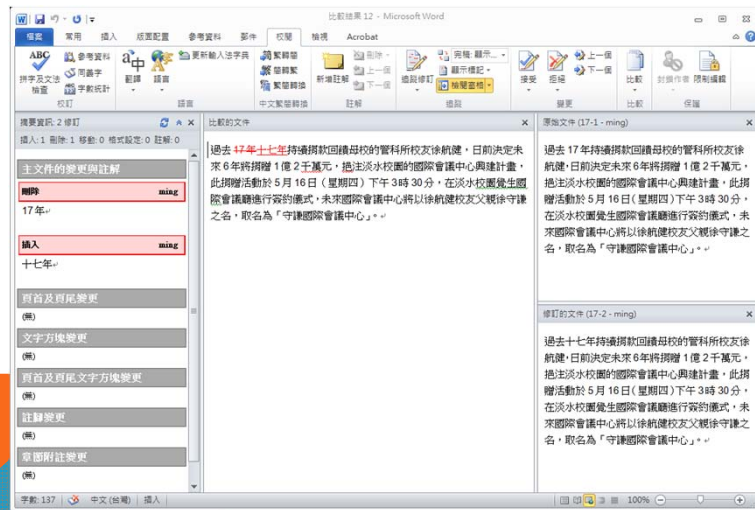 比較結果 12 - Microsoft Word
檔案 常用 插入 版面配置 參考資料 郵件 校閱 檢視 Acrobat
ABC 拼字及文法檢查
參考資料
同義字
字數統計
校訂
翻譯 語言
更新輸入法字典
語言
繁轉簡
簡轉繁
繁簡轉換
中文繁簡轉換
新增註解
刪除
上一個
下一個
註解
追蹤修訂
完稿: 顯示...
顯示標記
檢閱窗格
追蹤
接受 拒絕
上一個
下一個
變更
比較
比較
封鎖作者 限制編輯
保護
摘要資訊: 2 修訂
插入: 1 刪除: 1 移動: 0 格式設定: 0 註解: 0
主文件的變更與註解
刪除 ming
17 年
插入 ming
十七年
頁首及頁尾變更
(無)
文字方塊變更
(無)
頁首及頁尾文字方塊變更
(無)
註腳變更
(無)
章節附註變更
(無)
比較的文件
過去 17 年十七年持續捐款回饋母校的管科所校友徐航健，日前決定未
來 6 年將捐贈 1 億 2 千萬元，挹注淡水校園的國際會議中心興建計畫，
此捐贈活動於 5 月 16 日（星期四）下午 3 時 30 分，在淡水校園覺生國
際會議廳進行簽約儀式，未來國際會議中心將以徐航健校友父親徐守謙
之名，取名為「守謙國際會議中心」。
原始文件 (17-1 - ming)
過去 17 年持續捐款回饋母校的管科所校友徐
航健，日前決定未來 6 年將捐贈 1 億 2 千萬元，
挹注淡水校園的國際會議中心興建計畫，此捐
贈活動於 5 月 16 日（星期四）下午 3 時 30 分，
在淡水校園覺生國際會議廳進行簽約儀式，未
來國際會議中心將以徐航健校友父親徐守謙之
名，取名為「守謙國際會議中心」。
修訂的文件 (17-2 - ming)
過去十七年持續捐款回饋母校的管科所校友徐
航健，日前決定未來 6 年將捐贈 1 億 2 千萬元，
挹注淡水校園的國際會議中心興建計畫，此捐
贈活動於 5 月 16 日（星期四）下午 3 時 30 分，
在淡水校園覺生國際會議廳進行簽約儀式，未
來國際會議中心將以徐航健校友父親徐守謙之
名，取名為「守謙國際會議中心」。
字數: 137 中文 (台灣) 插入 100%